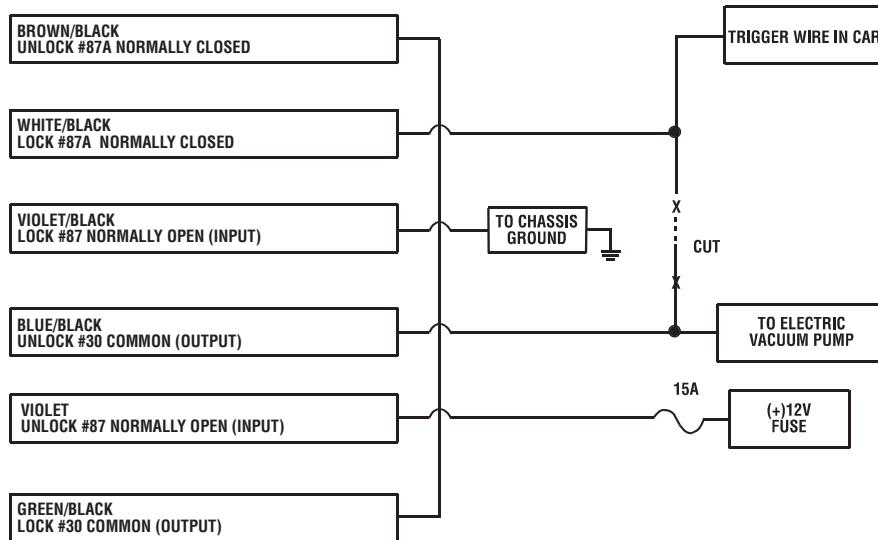 BROWN/BLACK
UNLOCK #87A NORMALLY CLOSED
TRIGGER WIRE IN CAR
WHITE/BLACK
LOCK #87A NORMALLY CLOSED
VIOLET/BLACK
LOCK #87 NORMALLY OPEN (INPUT)
TO CHASSIS
GROUND
X
CUT
X
BLUE/BLACK
UNLOCK #30 COMMON (OUTPUT)
TO ELECTRIC
VACUUM PUMP
VIOLET
UNLOCK #87 NORMALLY OPEN (INPUT)
15A
(+)12V
FUSE
GREEN/BLACK
LOCK #30 COMMON (OUTPUT)